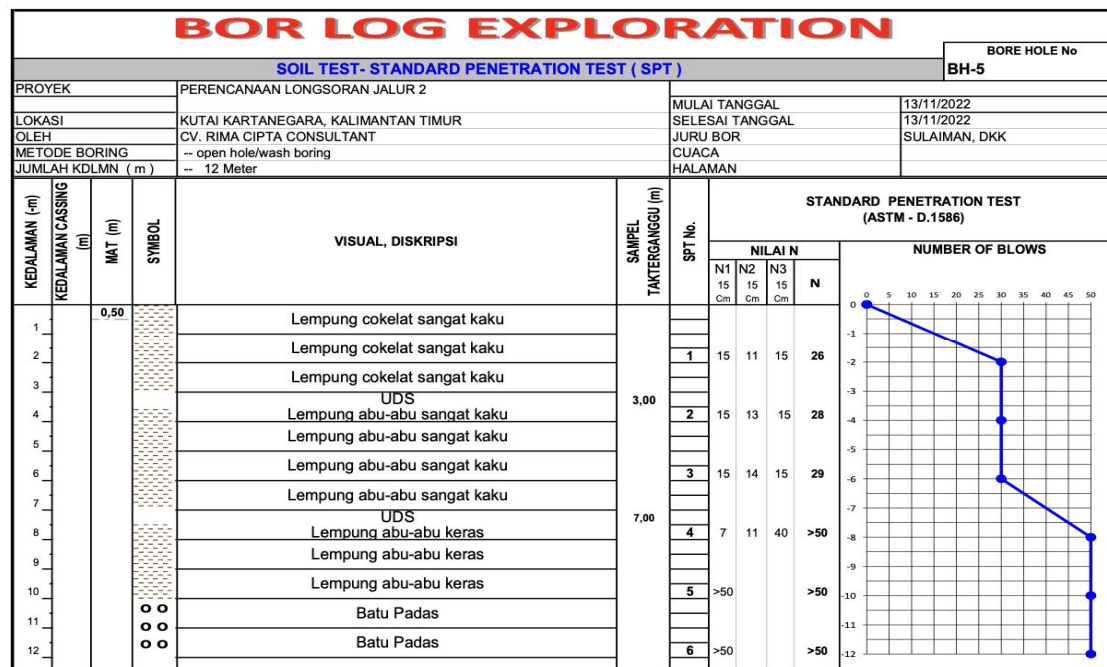 BOR LOG EXPLORATION
BORE HOLE No
SOIL TEST- STANDARD PENETRATION TEST ( SPT )
BH-5
PROYEK PERENCANAAN LONGSORAN JALUR 2
MULAI TANGGAL 13/11/2022
LOKASI KUTAI KARTANEGARA, KALIMANTAN TIMUR SELESAI TANGGAL 13/11/2022
OLEH CV. RIMA CIPTA CONSULTANT JURU BOR SULAIMAN, DKK
METODE BORING -- open hole/wash boring CUACA
JUMLAH KDLMN ( m ) -- 12 Meter HALAMAN
KEDALAMAN (-m)
KEDALAMAN CASSING (m)
MAT (m)
SYMBOL
VISUAL, DISKRIPSI
SAMPEL TAKTERGANGGU (m)
SPT No.
STANDARD PENETRATION TEST
(ASTM - D.1586)
NILAI N
NUMBER OF BLOWS
N1 N2 N3
15 15 15 N
Cm Cm Cm
0 5 10 15 20 25 30 35 40 45 50
0,50 0
Lempung cokelat sangat kaku
1 -1
Lempung cokelat sangat kaku
2 1 15 11 15 26 -2
Lempung cokelat sangat kaku
3 -3
UDS 3,00
4 Lempung abu-abu sangat kaku 2 15 13 15 28 -4
Lempung abu-abu sangat kaku
5 -5
Lempung abu-abu sangat kaku
6 3 15 14 15 29 -6
Lempung abu-abu sangat kaku
7 -7
UDS 7,00
8 Lempung abu-abu keras 4 7 11 40 >50 -8
Lempung abu-abu keras
9 -9
Lempung abu-abu keras
10 5 >50 >50 -10
Batu Padas
11 -11
Batu Padas
12 6 >50 >50 -12